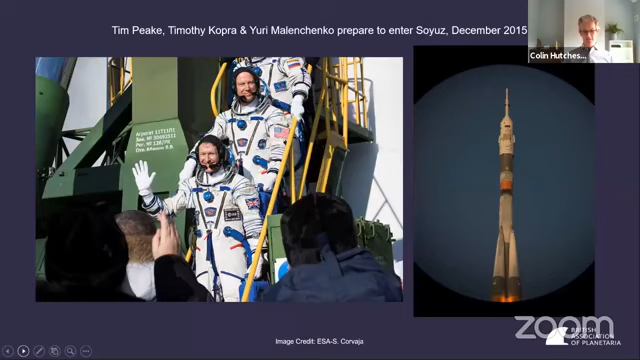 Tim Peake, Timothy Kopra & Yuri Malenchenko prepare to enter Soyuz, December 2015
Colin Hutches...
esa
Image Credit: ESA-S. Corvaja
zoom
BRITISH
ASSOCIATION
OF PLANETARIA